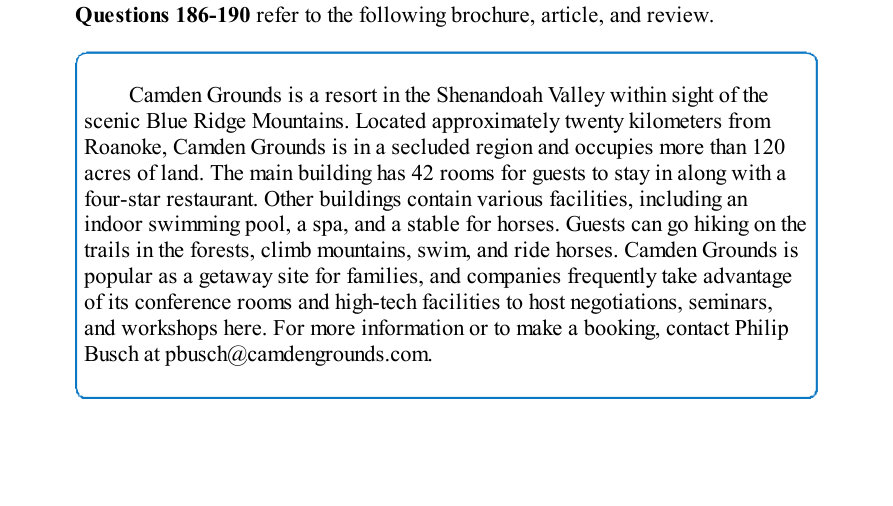 Questions 186-190 refer to the following brochure, article, and review.
Camden Grounds is a resort in the Shenandoah Valley within sight of the
scenic Blue Ridge Mountains. Located approximately twenty kilometers from
Roanoke, Camden Grounds is in a secluded region and occupies more than 120
acres of land. The main building has 42 rooms for guests to stay in along with a
four-star restaurant. Other buildings contain various facilities, including an
indoor swimming pool, a spa, and a stable for horses. Guests can go hiking on the
trails in the forests, climb mountains, swim, and ride horses. Camden Grounds is
popular as a getaway site for families, and companies frequently take advantage
of its conference rooms and high-tech facilities to host negotiations, seminars,
and workshops here. For more information or to make a booking, contact Philip
Busch at pbusch@camdengrounds.com.